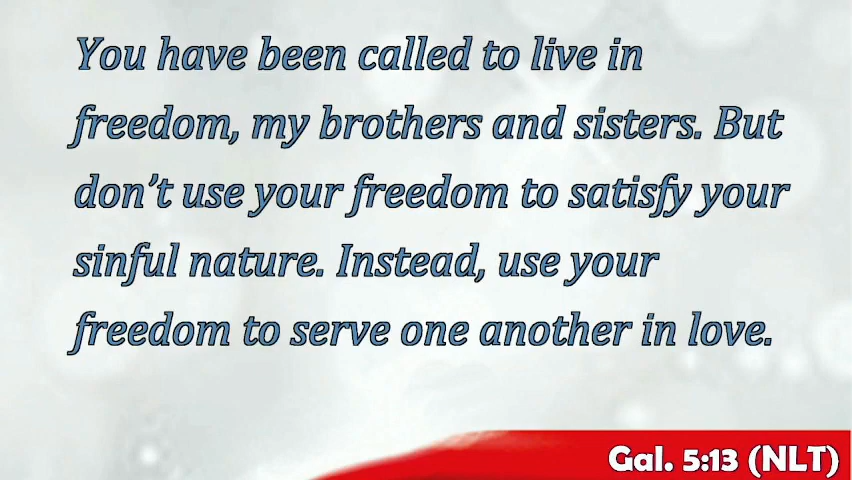 You have been called to live in
freedom, my brothers and sisters. But
don't use your freedom to satisfy your
sinful nature. Instead, use your
freedom to serve one another in love.
Gal. 5:13 (NLT)